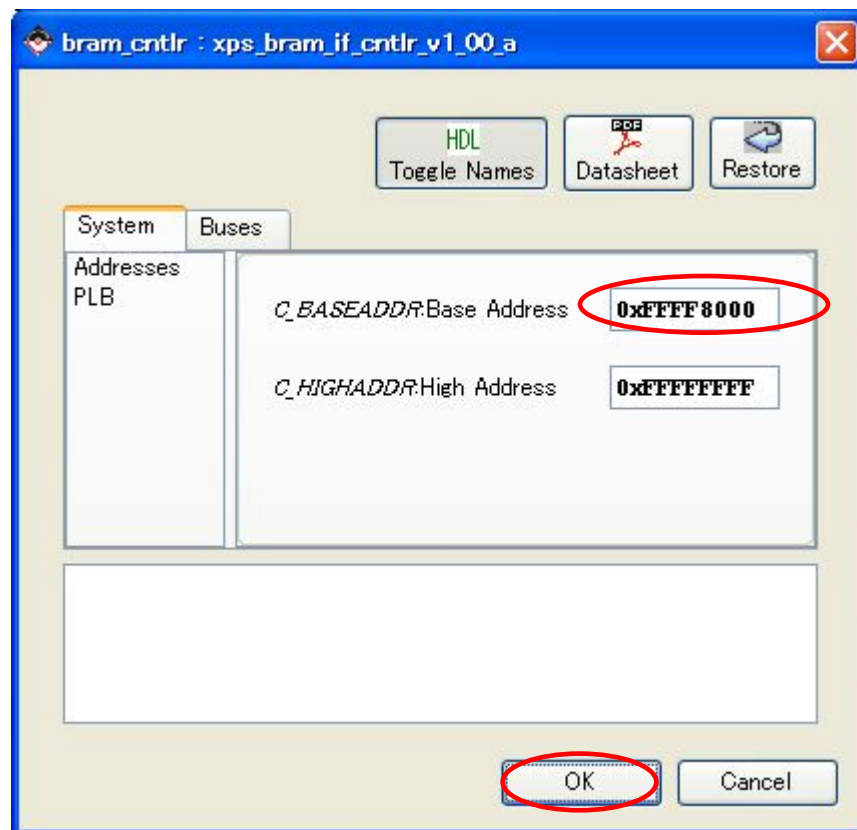 bram_cntlr : xps_bram_if_cntlr_v1_00_a
HDL
Toggle Names
PDF
Datasheet
Restore
System
Buses
Addresses
PLB
C_BASEADDR:Base Address
0xFFFF8000
C_HIGHADDR:High Address
0xFFFFFFFF
OK
Cancel